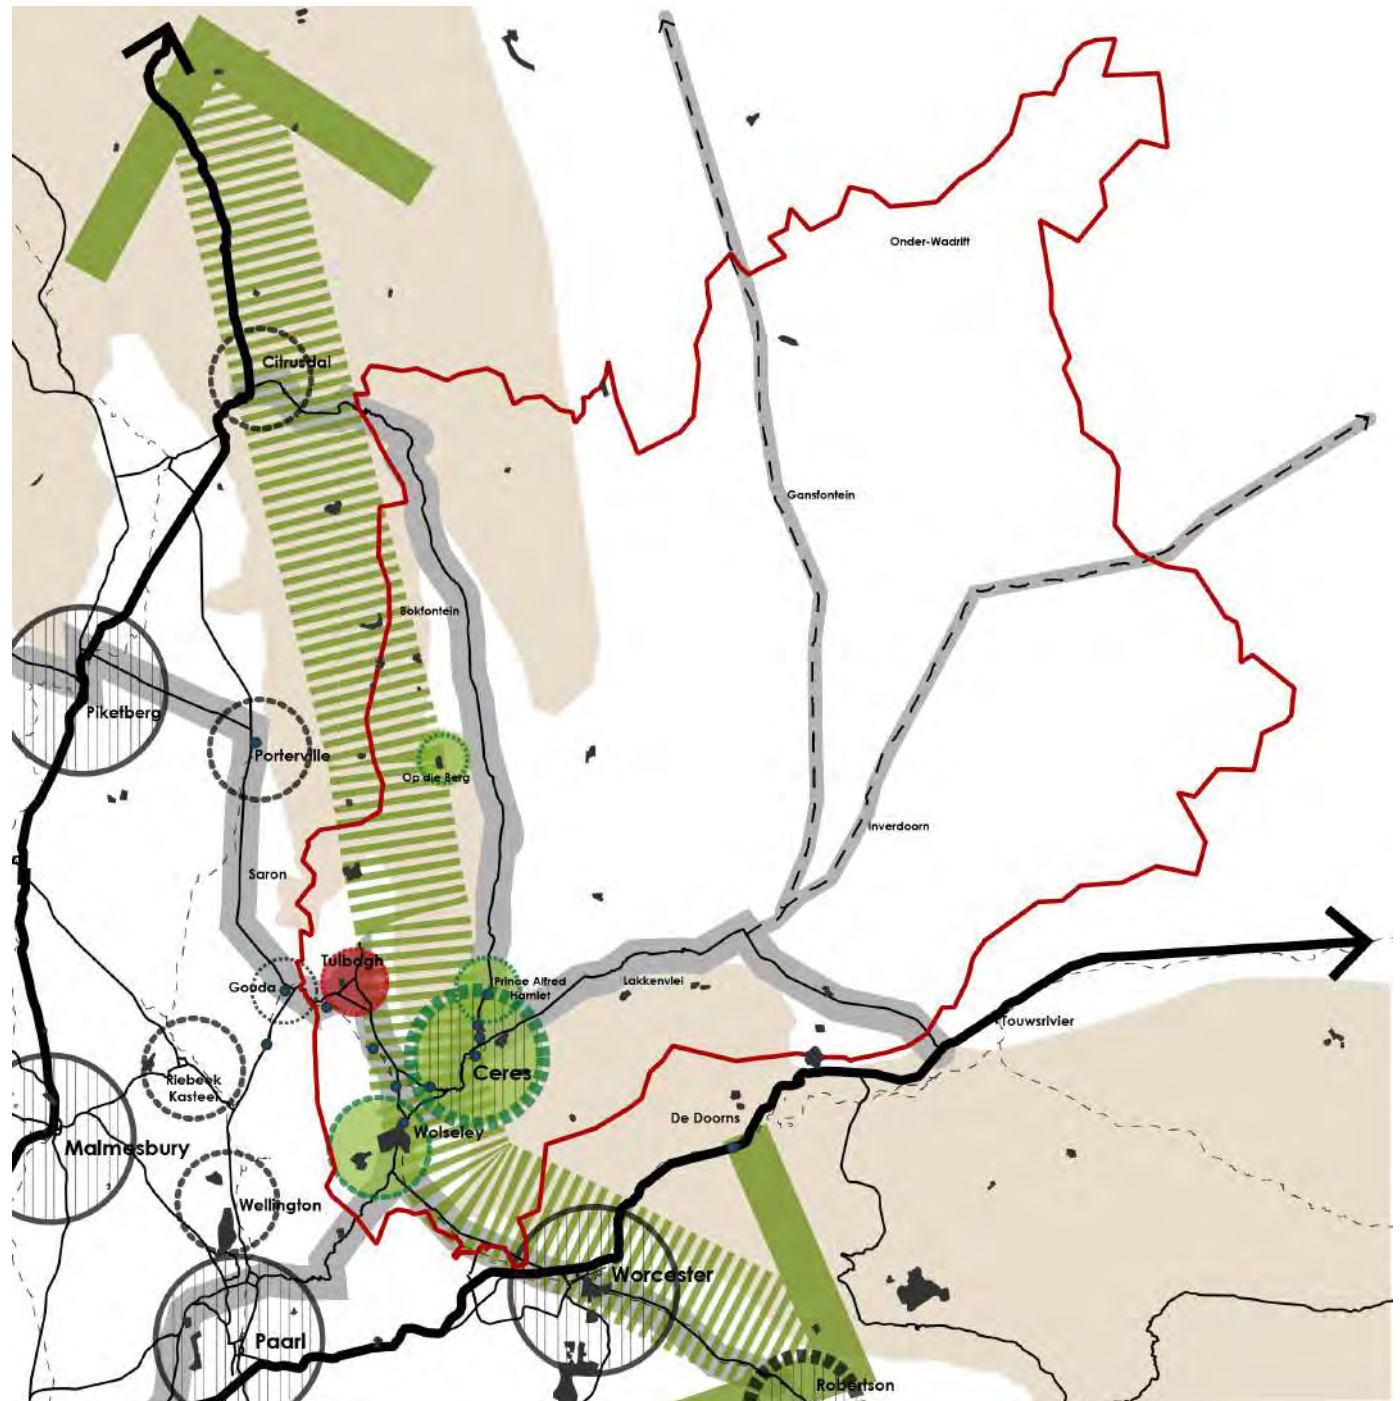 Onder-Wadrift
Citrusdal
Gansfontein
Bokfontein
Piketberg
Porterville
Op die Berg
Inverdoorn
Saron
Tulbagh
Gouda
Prince Alfred
Hamlet
Lakkenvlei
Touwsrivier
Riebeek
Kasteel
Ceres
De Doorns
Wolseley
Malmesbury
Wellington
Worcester
Paarl
Robertson